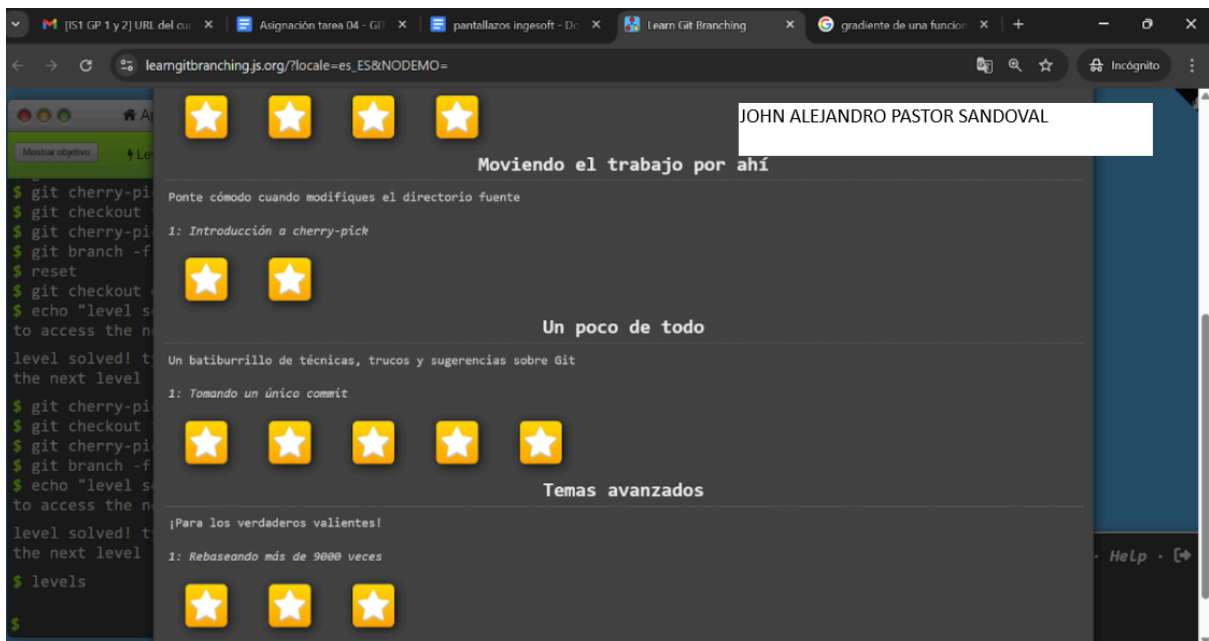 [IS1 GP 1 y 2] URL del cur
Asignación tarea 04 - GIT
pantallazos ingesoft - Do
Learn Git Branching
gradiente de una funcion
learngitbranching.js.org/?locale=es_ES&NODEMO=
Incógnito
JOHN ALEJANDRO PASTOR SANDOVAL
Mostrar objetivo
Le
Moviendo el trabajo por ahí
Ponte cómodo cuando modifiques el directorio fuente
1: Introducción a cherry-pick
Un poco de todo
Un batiburrillo de técnicas, trucos y sugerencias sobre Git
1: Tomando un único commit
Temas avanzados
¡Para los verdaderos valientes!
1: Rebaseando más de 9000 veces
$ git cherry-pi
$ git checkout
$ git cherry-pi
$ git branch -f
$ reset
$ git checkout
$ echo "level s
to access the n
level solved! t
the next level
$ git cherry-pi
$ git checkout
$ git cherry-pi
$ git branch -f
$ echo "level s
to access the n
level solved! t
the next level
$ levels
$
· Help ·